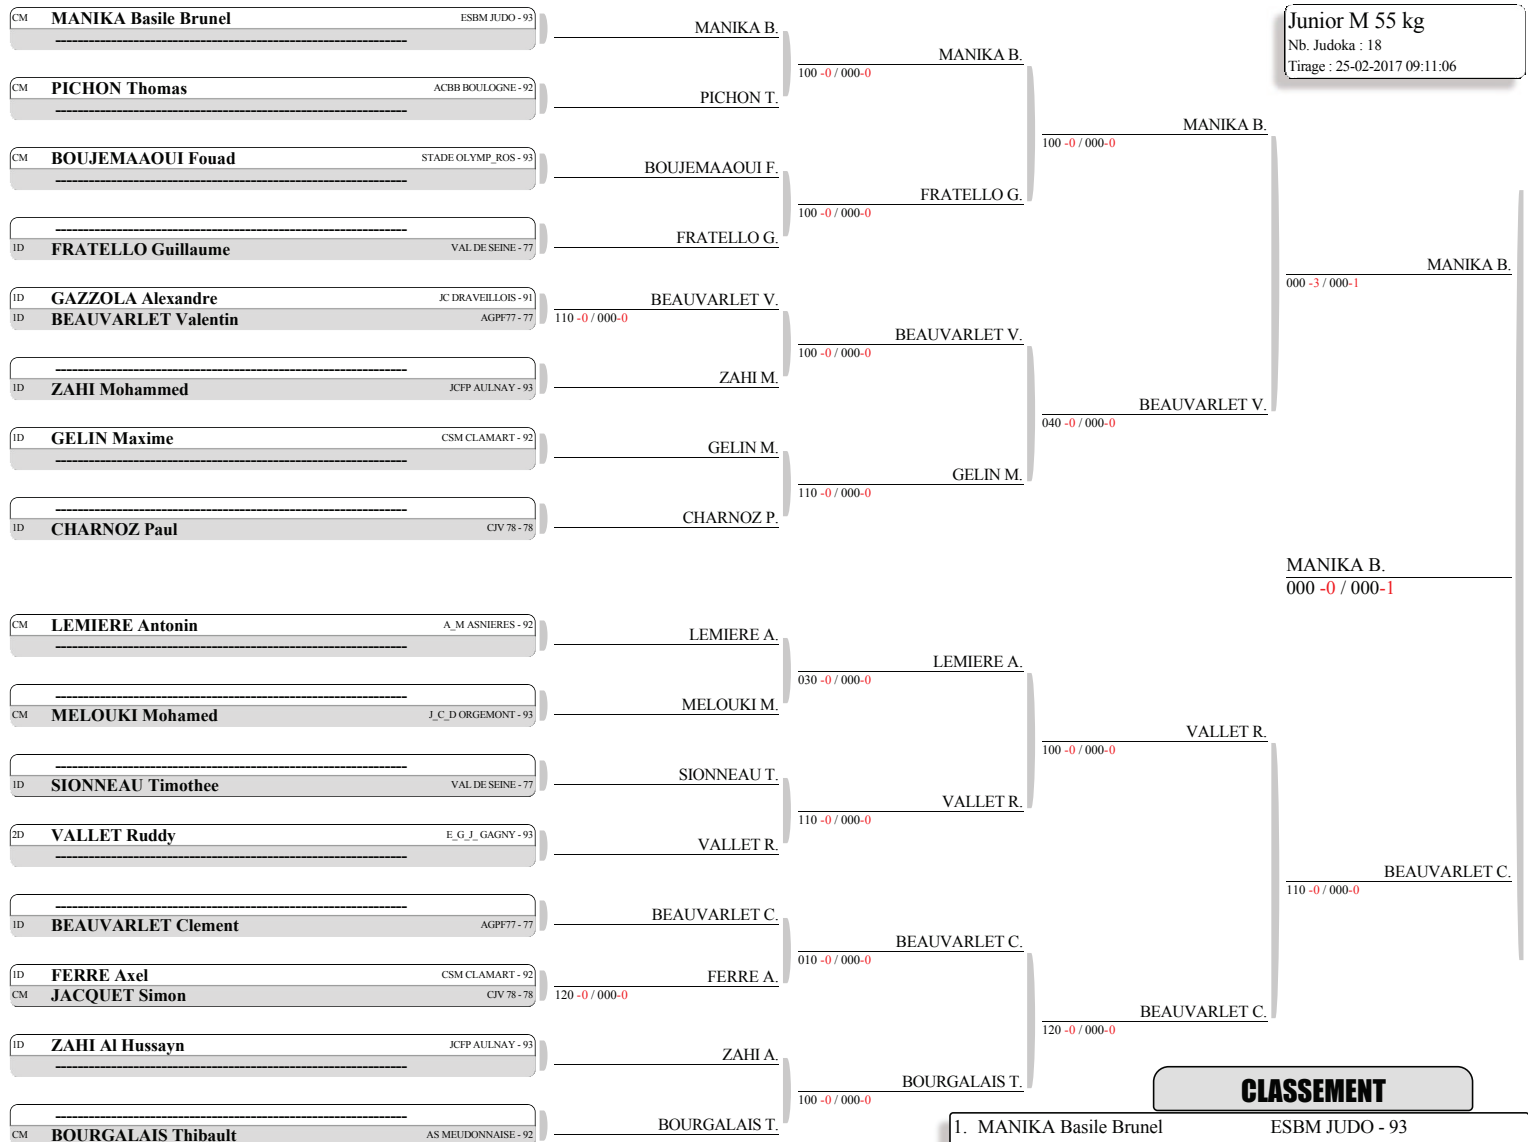 Junior M 55 kg
Nb. Judoka : 18
Tirage : 25-02-2017 09:11:06
CM MANIKA Basile Brunel ESBM JUDO - 93
CM PICHON Thomas ACBB BOULOGNE - 92
CM BOUJEMAAOUI Fouad STADE OLYMP_ROS - 93
1D FRATELLO Guillaume VAL DE SEINE - 77
1D GAZZOLA Alexandre JC DRAVEILLOIS - 91
1D BEAUVARLET Valentin AGPF77 - 77
1D ZAHI Mohammed JCFP AULNAY - 93
1D GELIN Maxime CSM CLAMART - 92
1D CHARNOZ Paul CJV 78 - 78
CM LEMIERE Antonin A_M ASNIERES - 92
CM MELOUKI Mohamed J_C_D ORGEMONT - 93
1D SIONNEAU Timothee VAL DE SEINE - 77
2D VALLET Ruddy E_G_J_ GAGNY - 93
1D BEAUVARLET Clement AGPF77 - 77
1D FERRE Axel CSM CLAMART - 92
CM JACQUET Simon CJV 78 - 78
1D ZAHI Al Hussayn JCFP AULNAY - 93
CM BOURGALAIS Thibault AS MEUDONNAISE - 92
MANIKA B.
PICHON T.
BOUJEMAAOUI F.
FRATELLO G.
BEAUVARLET V.
110 -0 / 000-0
ZAHI M.
GELIN M.
CHARNOZ P.
LEMIERE A.
MELOUKI M.
SIONNEAU T.
VALLET R.
BEAUVARLET C.
FERRE A.
120 -0 / 000-0
ZAHI A.
BOURGALAIS T.
MANIKA B.
100 -0 / 000-0
FRATELLO G.
100 -0 / 000-0
BEAUVARLET V.
100 -0 / 000-0
GELIN M.
110 -0 / 000-0
LEMIERE A.
030 -0 / 000-0
VALLET R.
110 -0 / 000-0
BEAUVARLET C.
010 -0 / 000-0
BOURGALAIS T.
100 -0 / 000-0
MANIKA B.
100 -0 / 000-0
BEAUVARLET V.
040 -0 / 000-0
VALLET R.
100 -0 / 000-0
BEAUVARLET C.
120 -0 / 000-0
MANIKA B.
000 -3 / 000-1
BEAUVARLET C.
110 -0 / 000-0
MANIKA B.
000 -0 / 000-1
CLASSEMENT
1. MANIKA Basile Brunel ESBM JUDO - 93